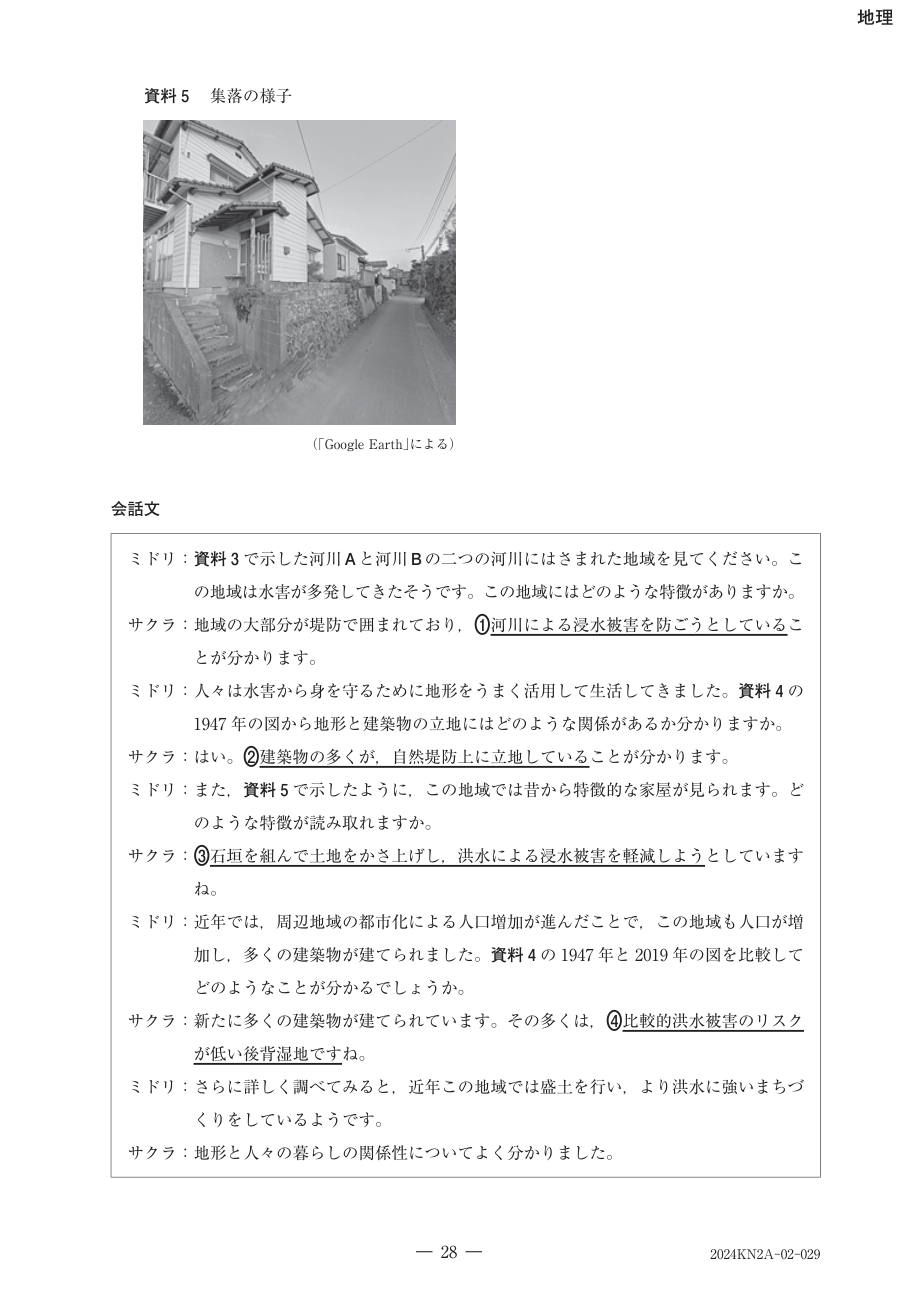 地理
資料5 集落の様子
(「Google Earth」による)
会話文
ミドリ:資料3で示した河川Aと河川Bの二つの河川にはさまれた地域を見てください。こ
の地域は水害が多発してきたそうです。この地域にはどのような特徴がありますか。
サクラ:地域の大部分が堤防で囲まれており,①河川による浸水被害を防ごうとしているこ
とが分かります。
ミドリ:人々は水害から身を守るために地形をうまく活用して生活してきました。資料4の
1947年の図から地形と建築物の立地にはどのような関係があるか分かりますか。
サクラ:はい。②建築物の多くが,自然堤防上に立地していることが分かります。
ミドリ:また,資料5で示したように,この地域では昔から特徴的な家屋が見られます。ど
のような特徴が読み取れますか。
サクラ:③石垣を組んで土地をかさ上げし,洪水による浸水被害を軽減しようとしています
ね。
ミドリ:近年では,周辺地域の都市化による人口増加が進んだことで,この地域も人口が増
加し,多くの建築物が建てられました。資料4の1947年と2019年の図を比較して
どのようなことが分かるでしょうか。
サクラ:新たに多くの建築物が建てられています。その多くは,④比較的洪水被害のリスク
が低い後背湿地ですね。
ミドリ:さらに詳しく調べてみると,近年この地域では盛土を行い,より洪水に強いまちづ
くりをしているようです。
サクラ:地形と人々の暮らしの関係性についてよく分かりました。
— 28 —
2024KN2A-02-029